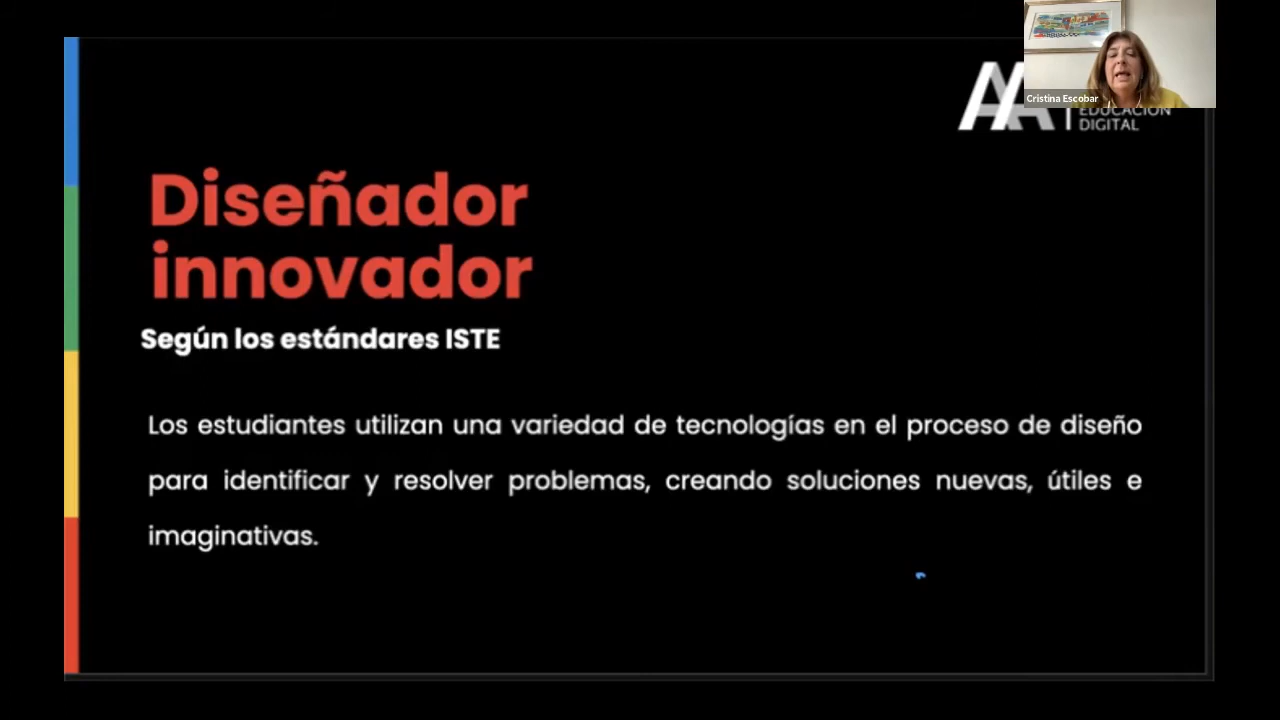 Cristina Escobar
EDUCACIÓN
DIGITAL
Diseñador
innovador
Según los estándares ISTE
Los estudiantes utilizan una variedad de tecnologías en el proceso de diseño
para identificar y resolver problemas, creando soluciones nuevas, útiles e
imaginativas.